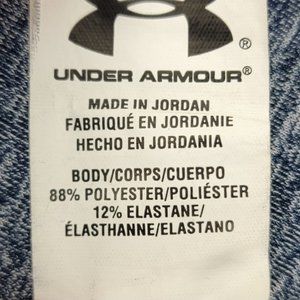 ®
UNDER ARMOUR®
MADE IN JORDAN
FABRIQUÉ EN JORDANIE
HECHO EN JORDANIA
BODY/CORPS/CUERPO
88% POLYESTER/POLIÉSTER
12% ELASTANE/
ÉLASTHANNE/ELASTANO